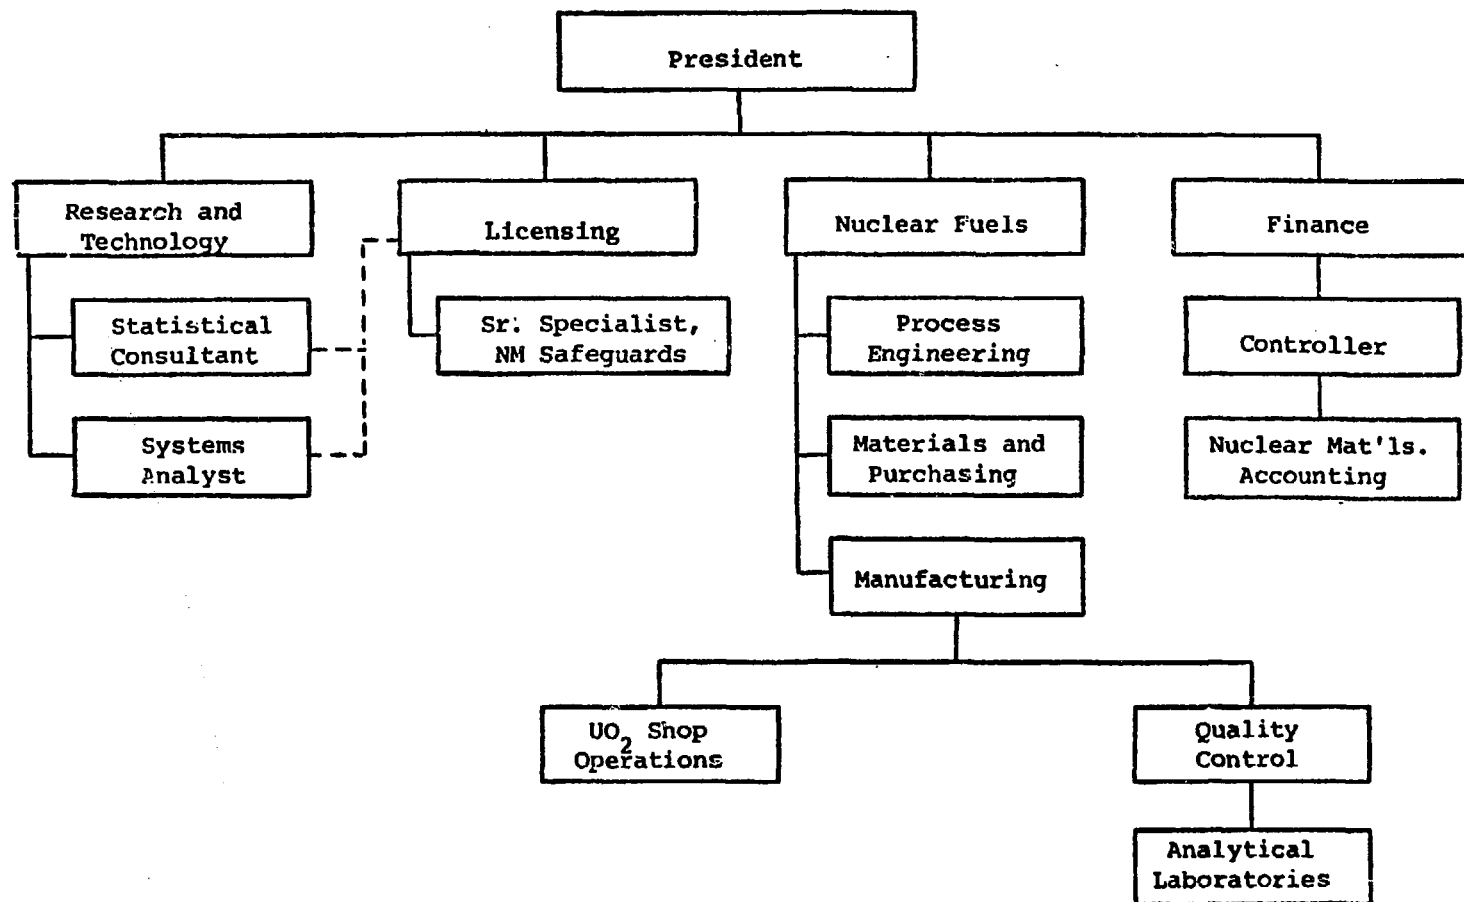 President
Research and
Technology
Licensing
Nuclear Fuels
Finance
Statistical
Consultant
Sr. Specialist,
NM Safeguards
Process
Engineering
Controller
Systems
Analyst
Materials and
Purchasing
Nuclear Mat'ls.
Accounting
Manufacturing
UO2 Shop
Operations
Quality
Control
Analytical
Laboratories